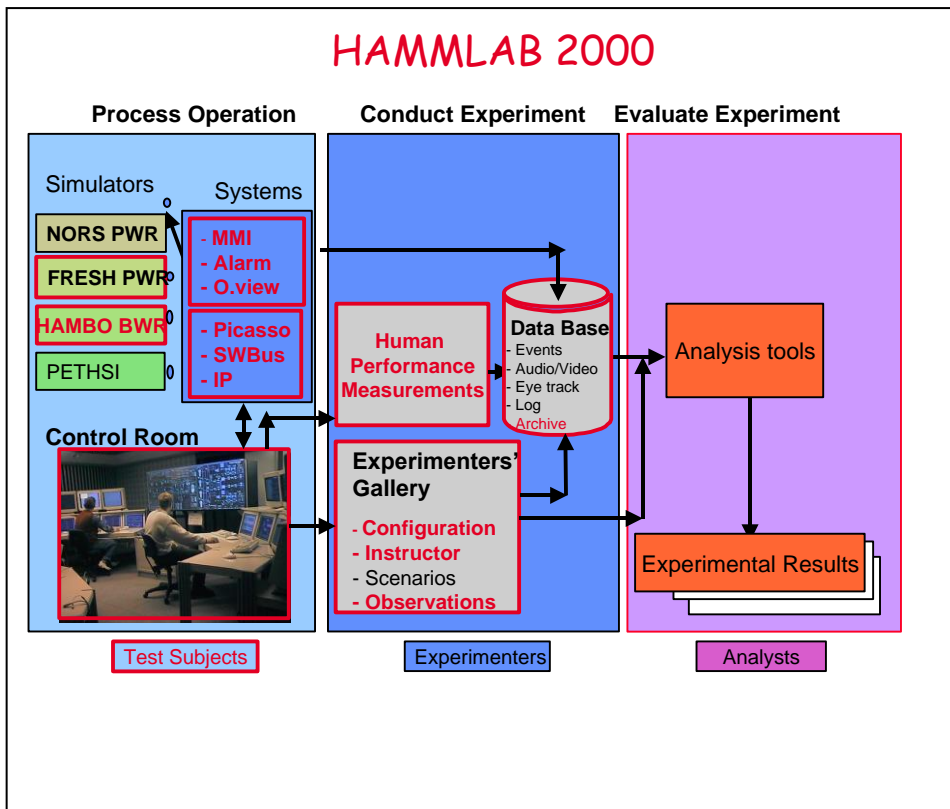 HAMMLAB 2000
Process Operation
Conduct Experiment
Evaluate Experiment
Simulators
Systems
NORS PWR
FRESH PWR
HAMBO BWR
PETHSI
- MMI
- Alarm
- O.view
- Picasso
- SWBus
- IP
Control Room
Human
Performance
Measurements
Data Base
- Events
- Audio/Video
- Eye track
- Log
- Archive
Experimenters'
Gallery
- Configuration
- Instructor
- Scenarios
- Observations
Analysis tools
Experimental Results
Test Subjects
Experimenters
Analysts